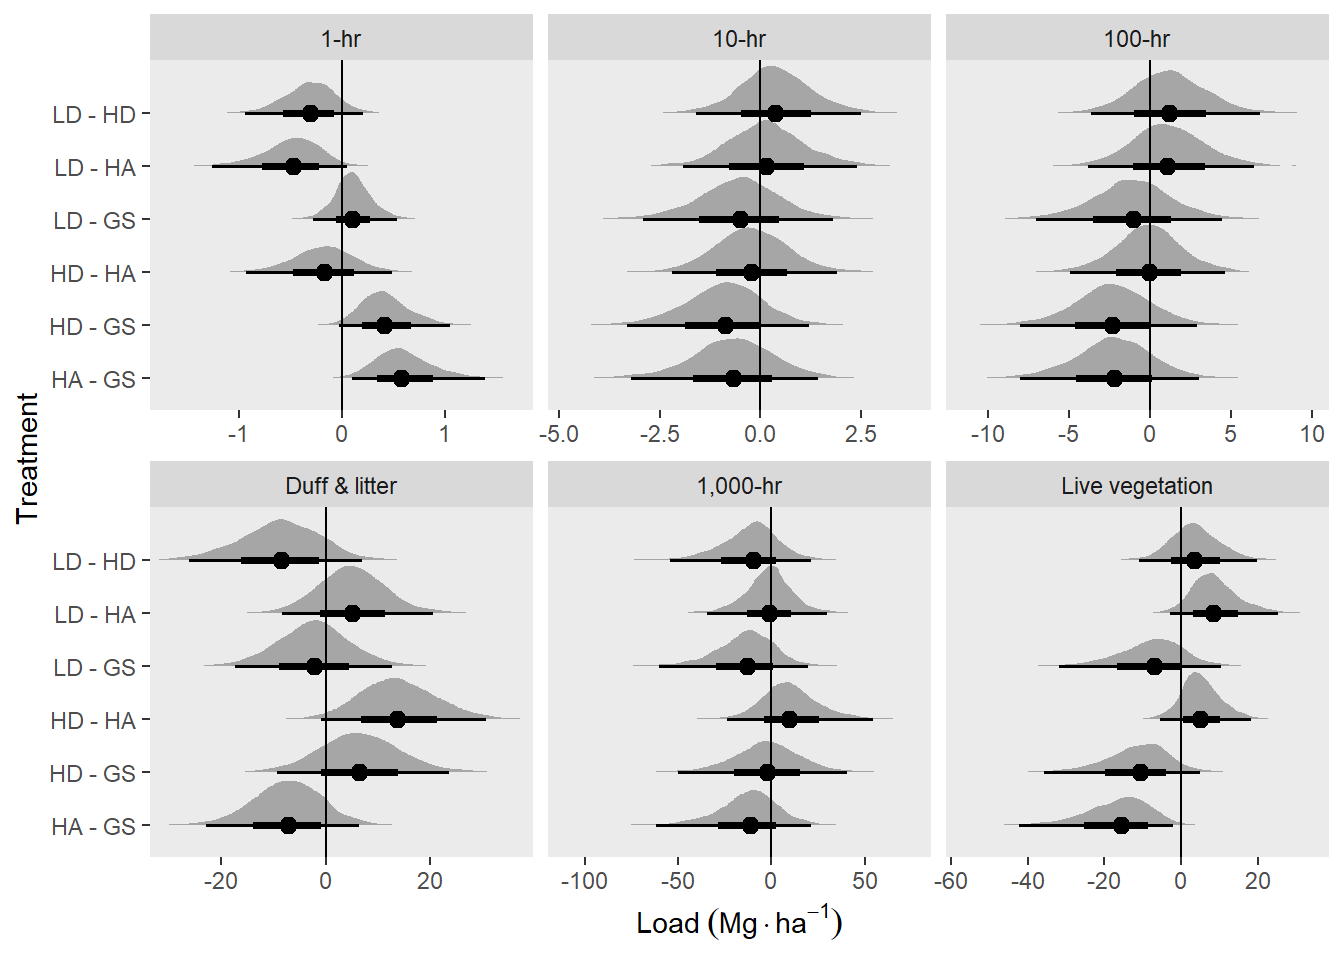 1-hr 10-hr 100-hr
LD - HD
LD - HA
LD - GS
HD - HA
HD - GS
HA - GS
-1 0 1 -5.0 -2.5 0.0 2.5 -10 -5 0 5 10
Treatment
Duff & litter 1,000-hr Live vegetation
LD - HD
LD - HA
LD - GS
HD - HA
HD - GS
HA - GS
-20 0 20 -100 -50 0 50 -60 -40 -20 0 20
Load (Mg · ha⁻¹)